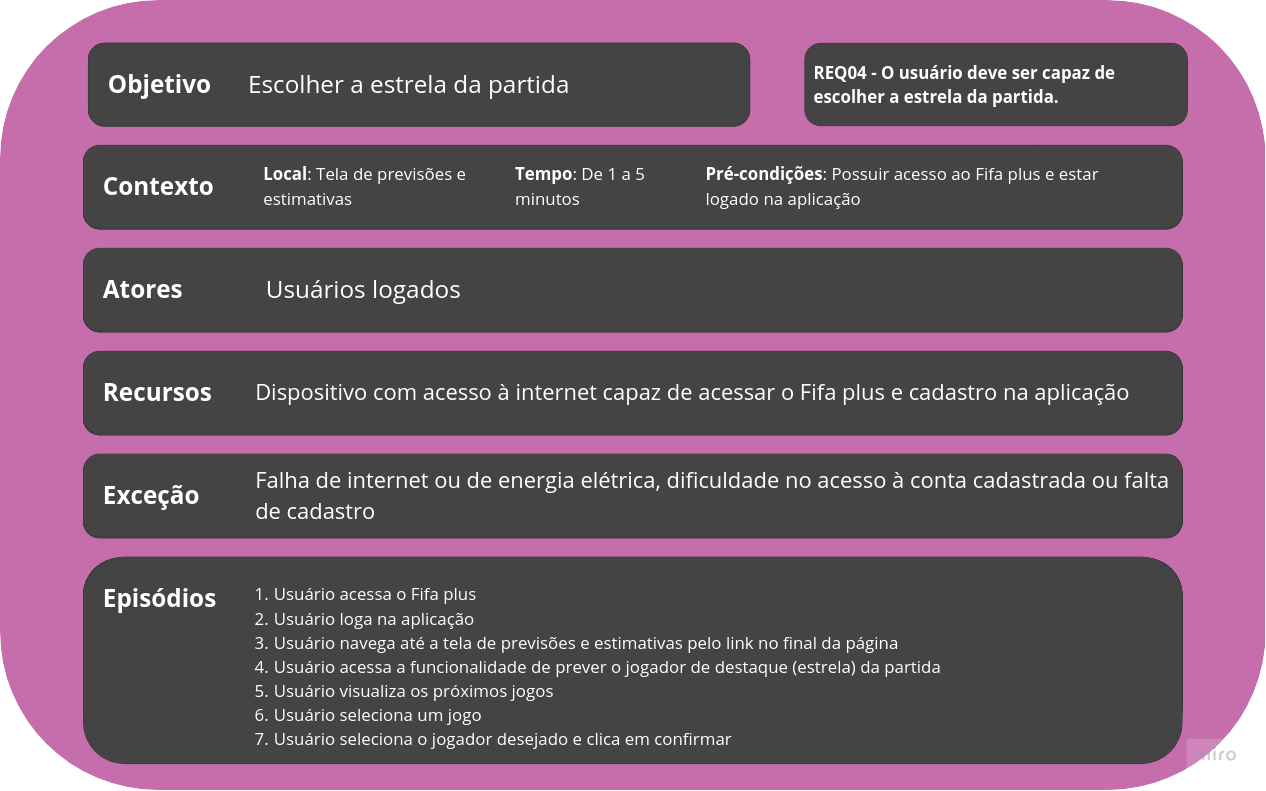 Objetivo
Escolher a estrela da partida
REQ04 - O usuário deve ser capaz de
escolher a estrela da partida.
Contexto
Local: Tela de previsões e
estimativas
Tempo: De 1 a 5
minutos
Pré-condições: Possuir acesso ao Fifa plus e estar
logado na aplicação
Atores
Usuários logados
Recursos
Dispositivo com acesso à internet capaz de acessar o Fifa plus e cadastro na aplicação
Exceção
Falha de internet ou de energia elétrica, dificuldade no acesso à conta cadastrada ou falta
de cadastro
Episódios
1. Usuário acessa o Fifa plus
2. Usuário loga na aplicação
3. Usuário navega até a tela de previsões e estimativas pelo link no final da página
4. Usuário acessa a funcionalidade de prever o jogador de destaque (estrela) da partida
5. Usuário visualiza os próximos jogos
6. Usuário seleciona um jogo
7. Usuário seleciona o jogador desejado e clica em confirmar
miro